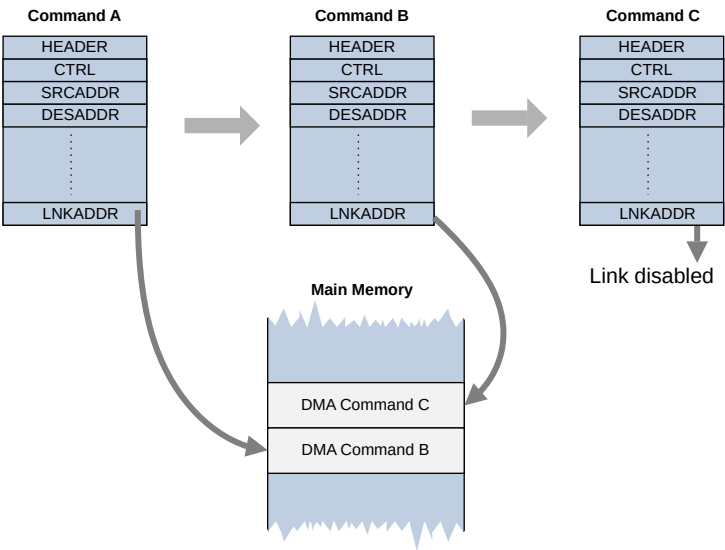 Command A
HEADER
CTRL
SRCADDR
DESADDR
LNKADDR
Command B
HEADER
CTRL
SRCADDR
DESADDR
LNKADDR
Command C
HEADER
CTRL
SRCADDR
DESADDR
LNKADDR
Link disabled
Main Memory
DMA Command C
DMA Command B